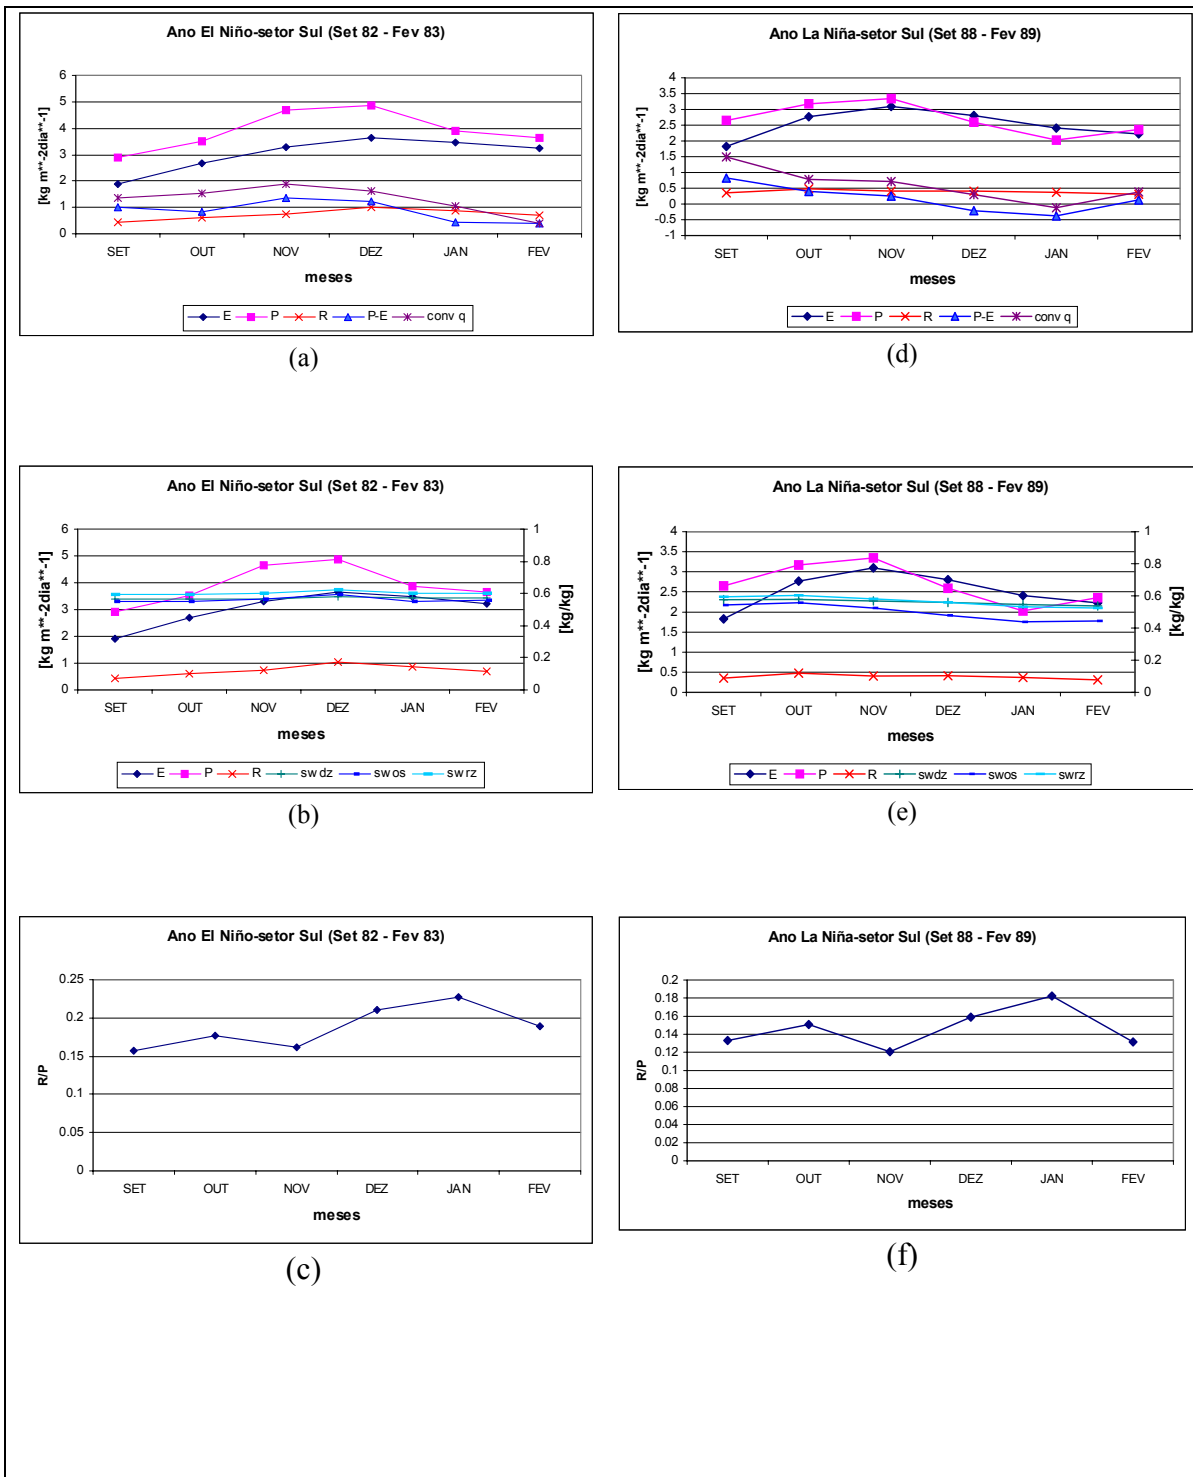 Ano El Niño-setor Sul (Set 82 - Fev 83)
[kg m**-2dia**-1]
6
5
4
3
2
1
0
SET OUT NOV DEZ JAN FEV
meses
E P R P-E conv q
(a)
Ano La Niña-setor Sul (Set 88 - Fev 89)
[kg m**-2dia**-1]
4
3.5
3
2.5
2
1.5
1
0.5
0
-0.5
-1
SET OUT NOV DEZ JAN FEV
meses
E P R P-E conv q
(d)
Ano El Niño-setor Sul (Set 82 - Fev 83)
[kg m**-2dia**-1]
6
5
4
3
2
1
0
1
0.8
0.6
0.4
0.2
0
[kg/kg]
SET OUT NOV DEZ JAN FEV
meses
E P R swdz swos swrz
(b)
Ano La Niña-setor Sul (Set 88 - Fev 89)
[kg m**-2dia**-1]
4
3.5
3
2.5
2
1.5
1
0.5
0
1
0.8
0.6
0.4
0.2
0
[kg/kg]
SET OUT NOV DEZ JAN FEV
meses
E P R swdz swos swrz
(e)
Ano El Niño-setor Sul (Set 82 - Fev 83)
R/P
0.25
0.2
0.15
0.1
0.05
0
SET OUT NOV DEZ JAN FEV
meses
(c)
Ano La Niña-setor Sul (Set 88 - Fev 89)
R/P
0.2
0.18
0.16
0.14
0.12
0.1
0.08
0.06
0.04
0.02
0
SET OUT NOV DEZ JAN FEV
meses
(f)